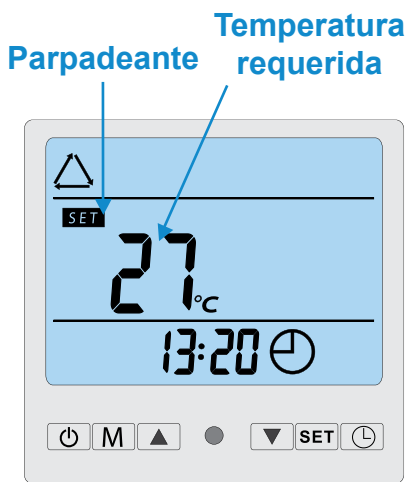 Temperatura
Parpadeante requerida
SET
27°C
13:20
M SET